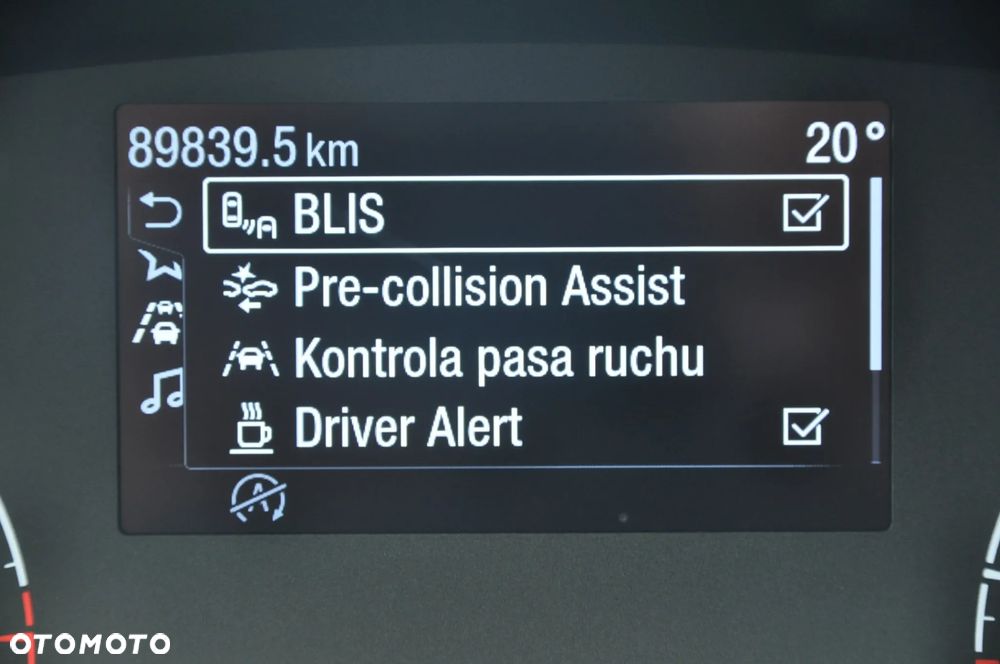 89839.5 km 20°
BLIS
Pre-collision Assist
Kontrola pasa ruchu
Driver Alert
OTOMOTO